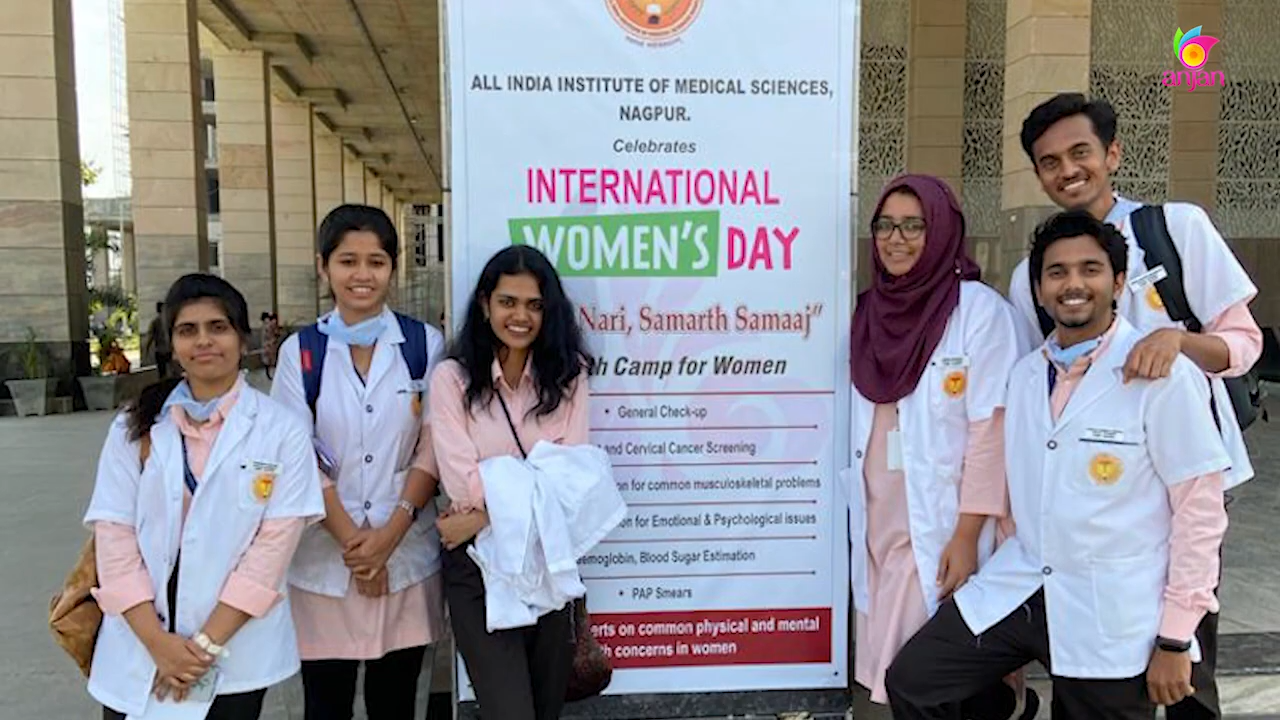 ALL INDIA INSTITUTE OF MEDICAL SCIENCES,
NAGPUR.
Celebrates
INTERNATIONAL
WOMEN'S DAY
Nari, Samarth Samaaj"
Camp for Women
• General Check-up
and Cervical Cancer Screening
for common musculoskeletal problems
for Emotional & Psychological issues
Blood Sugar Estimation
• PAP Smears
on common physical and mental
concerns in women
anjan